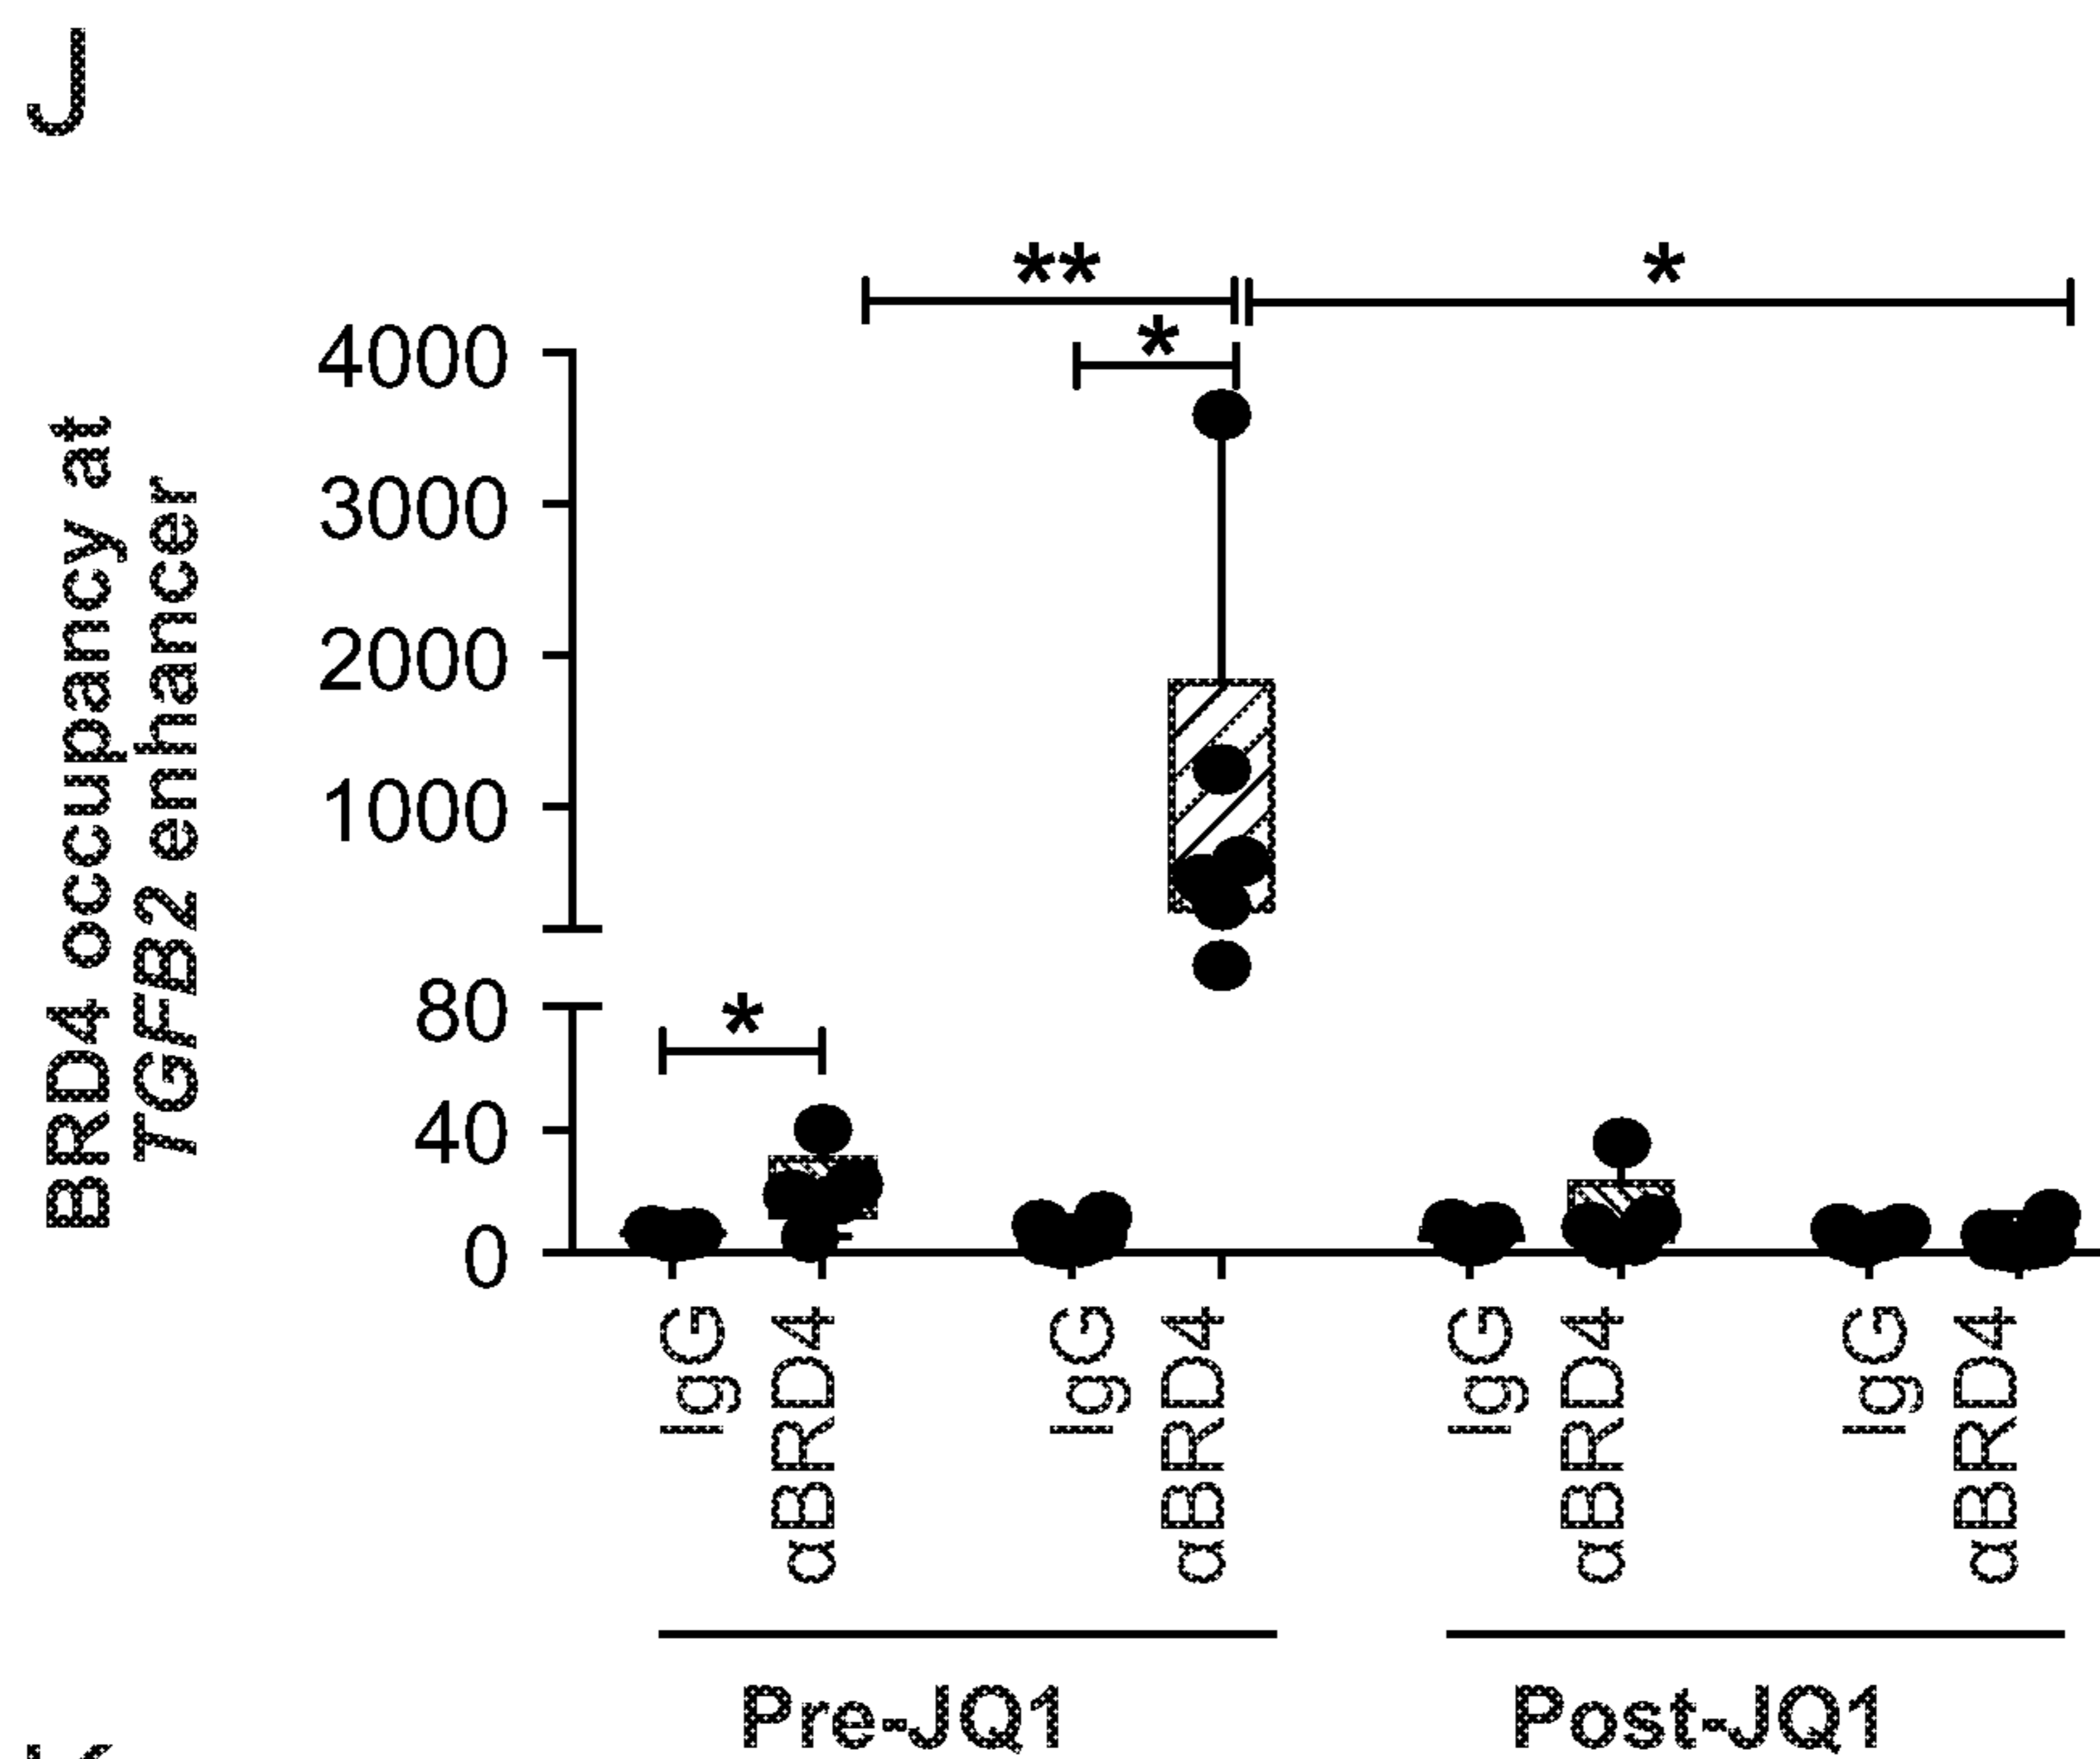 J
BRD4 occupancy at
TGFB2 enhancer
** *
*
4000
3000
2000
1000
80
*
40
0
IgG αBRD4 IgG αBRD4 IgG αBRD4 IgG αBRD4
Pre-JQ1 Post-JQ1